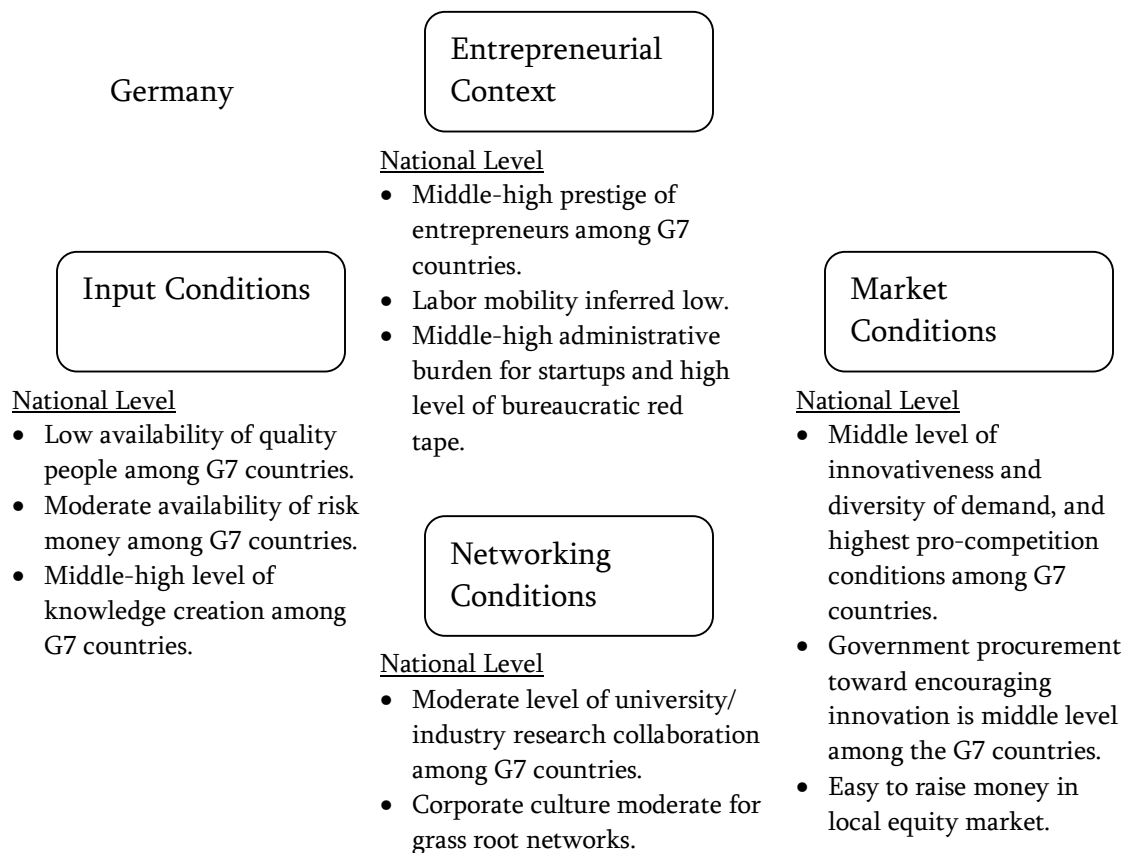 Germany
Entrepreneurial
Context
National Level
• Middle-high prestige of
entrepreneurs among G7
countries.
• Labor mobility inferred low.
• Middle-high administrative
burden for startups and high
level of bureaucratic red
tape.
Input Conditions
National Level
• Low availability of quality
people among G7 countries.
• Moderate availability of risk
money among G7 countries.
• Middle-high level of
knowledge creation among
G7 countries.
Market
Conditions
National Level
• Middle level of
innovativeness and
diversity of demand, and
highest pro-competition
conditions among G7
countries.
• Government procurement
toward encouraging
innovation is middle level
among the G7 countries.
• Easy to raise money in
local equity market.
Networking
Conditions
National Level
• Moderate level of university/
industry research collaboration
among G7 countries.
• Corporate culture moderate for
grass root networks.